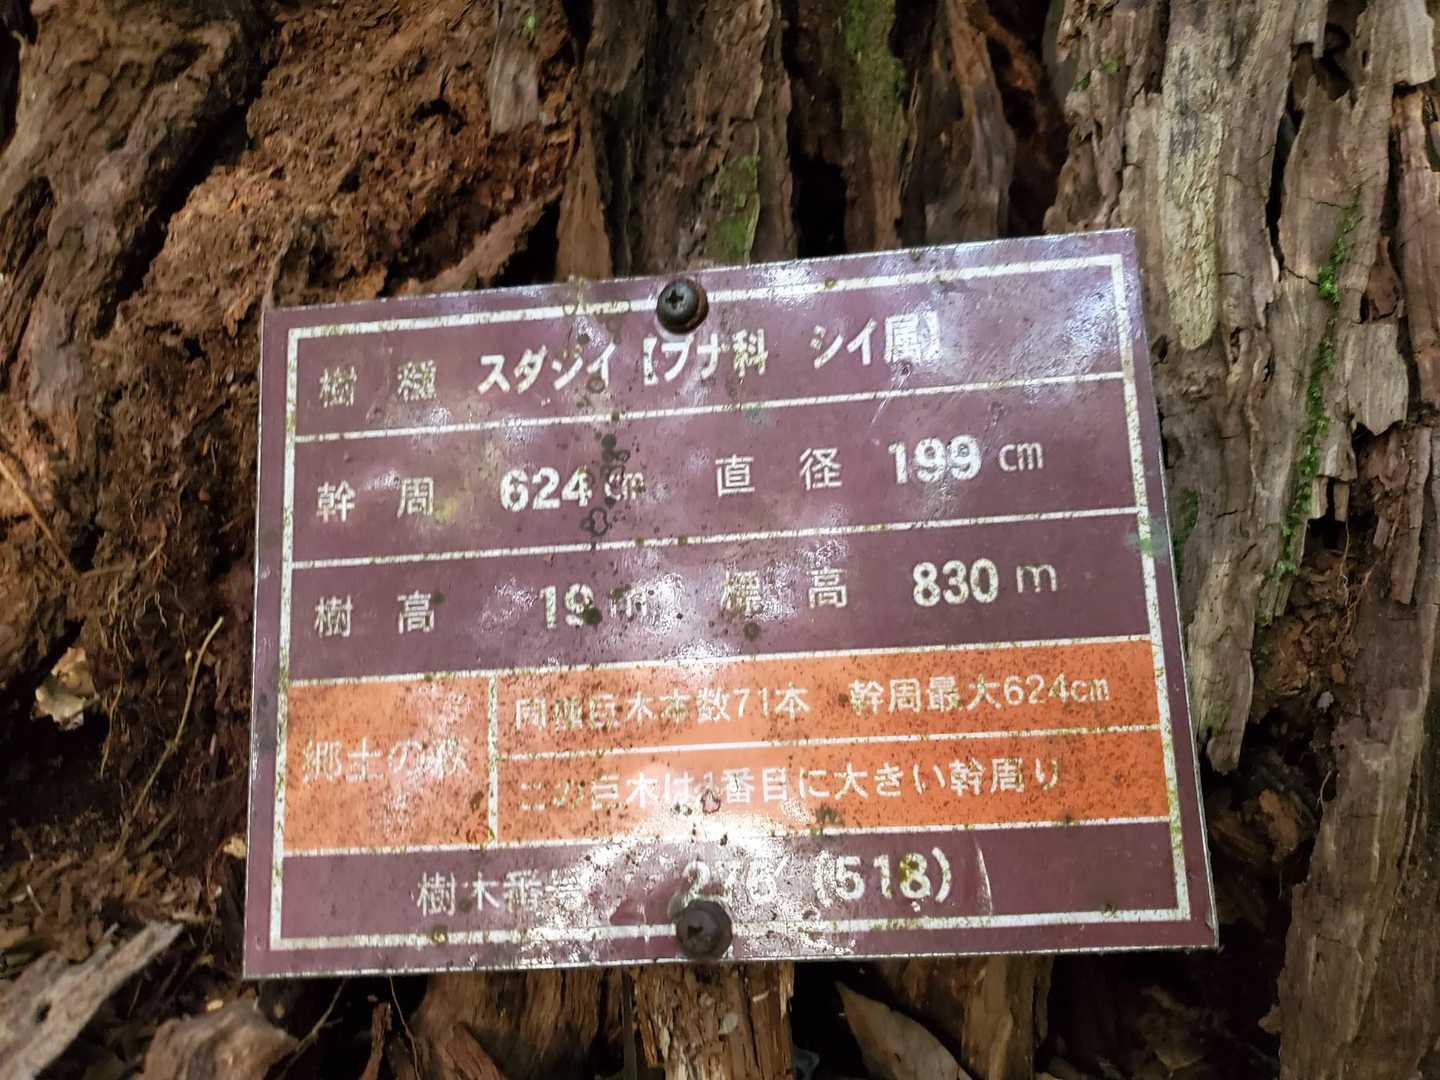 樹種 スダジイ【ブナ科 シイ属】
幹周 624cm 直径 199cm
樹高 19m 標高 830m
郷土の森
同種巨木本数71本 幹周最大624cm
この巨木は1番目に大きい幹周り
樹木番号 276 (518)